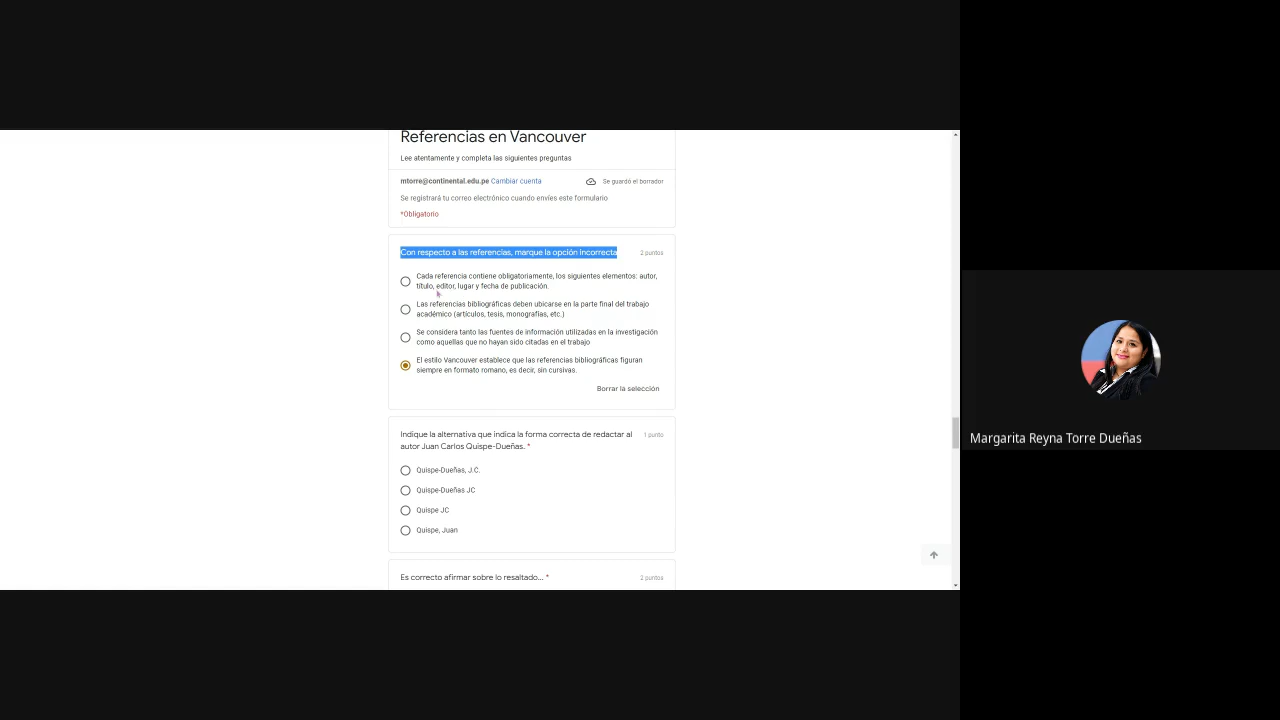 Referencias en Vancouver
Lee atentamente y completa las siguientes preguntas
mtorre@continental.edu.pe Cambiar cuenta
Se guardó el borrador
Se registrará tu correo electrónico cuando envíes este formulario
*Obligatorio
Con respecto a las referencias, marque la opción incorrecta
2 puntos
Cada referencia contiene obligatoriamente, los siguientes elementos: autor,
título, editor, lugar y fecha de publicación.
Las referencias bibliográficas deben ubicarse en la parte final del trabajo
académico (artículos, tesis, monografías, etc.)
Se considera tanto las fuentes de información utilizadas en la investigación
como aquellas que no hayan sido citadas en el trabajo
El estilo Vancouver establece que las referencias bibliográficas figuran
siempre en formato romano, es decir, sin cursivas.
Borrar la selección
Indique la alternativa que indica la forma correcta de redactar al
autor Juan Carlos Quispe-Dueñas. *
1 punto
Quispe-Dueñas, J.C.
Quispe-Dueñas JC
Quispe JC
Quispe, Juan
Es correcto afirmar sobre lo resaltado... *
2 puntos
Margarita Reyna Torre Dueñas